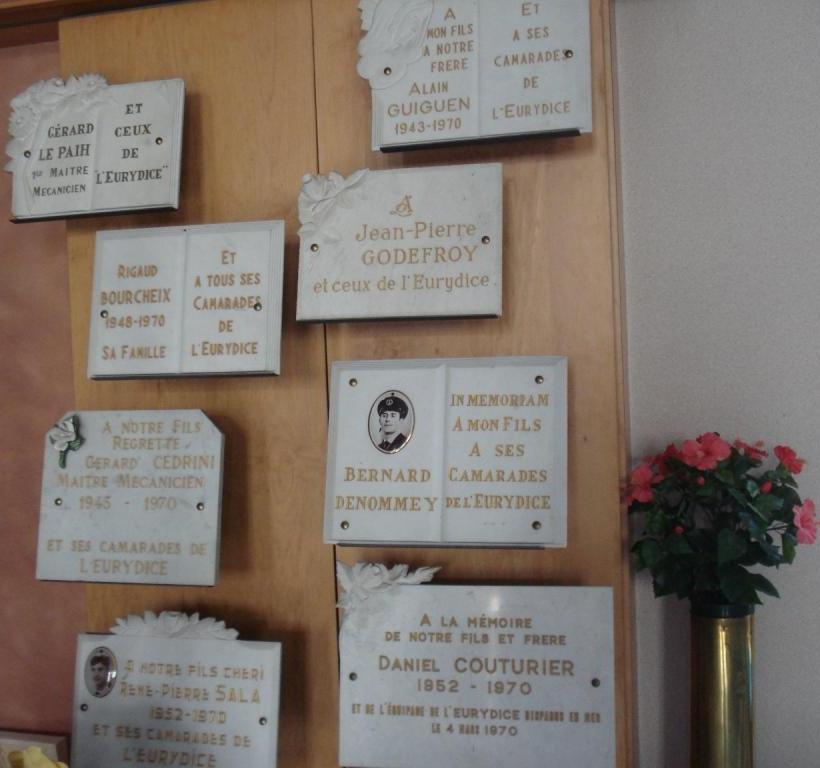 GÉRARD
LE PAIH
1ER MAITRE
MECANICIEN
ET
CEUX
DE
L'EURYDICE"
A
MON FILS
A NOTRE
FRERE
ALAIN
GUIGUEN
1943-1970
ET
A SES
CAMARADES
DE
L'EURYDICE
A
Jean-Pierre
GODEFROY
et ceux de l'Eurydice
RIGAUD
BOURCHEIX
1948-1970
SA FAMILLE
ET
A TOUS SES
CAMARADES
DE
L'EURYDICE
BERNARD
DENOMMEY
IN MEMORIAM
A MON FILS
A SES
CAMARADES
DE L'EURYDICE
A NOTRE FILS
REGRETTE
GERARD CEDRINI
MAITRE MECANICIEN
1945 - 1970
ET SES CAMARADES DE
L'EURYDICE
A NOTRE FILS CHERI
RENE-PIERRE SALA
1952-1970
ET SES CAMARADES DE
L'EURYDICE
A LA MÉMOIRE
DE NOTRE FILS ET FRERE
DANIEL COUTURIER
1952 - 1970
ET DE L'ÉQUIPAGE DE L'EURYDICE DISPARUS EN MER
LE 4 MARS 1970